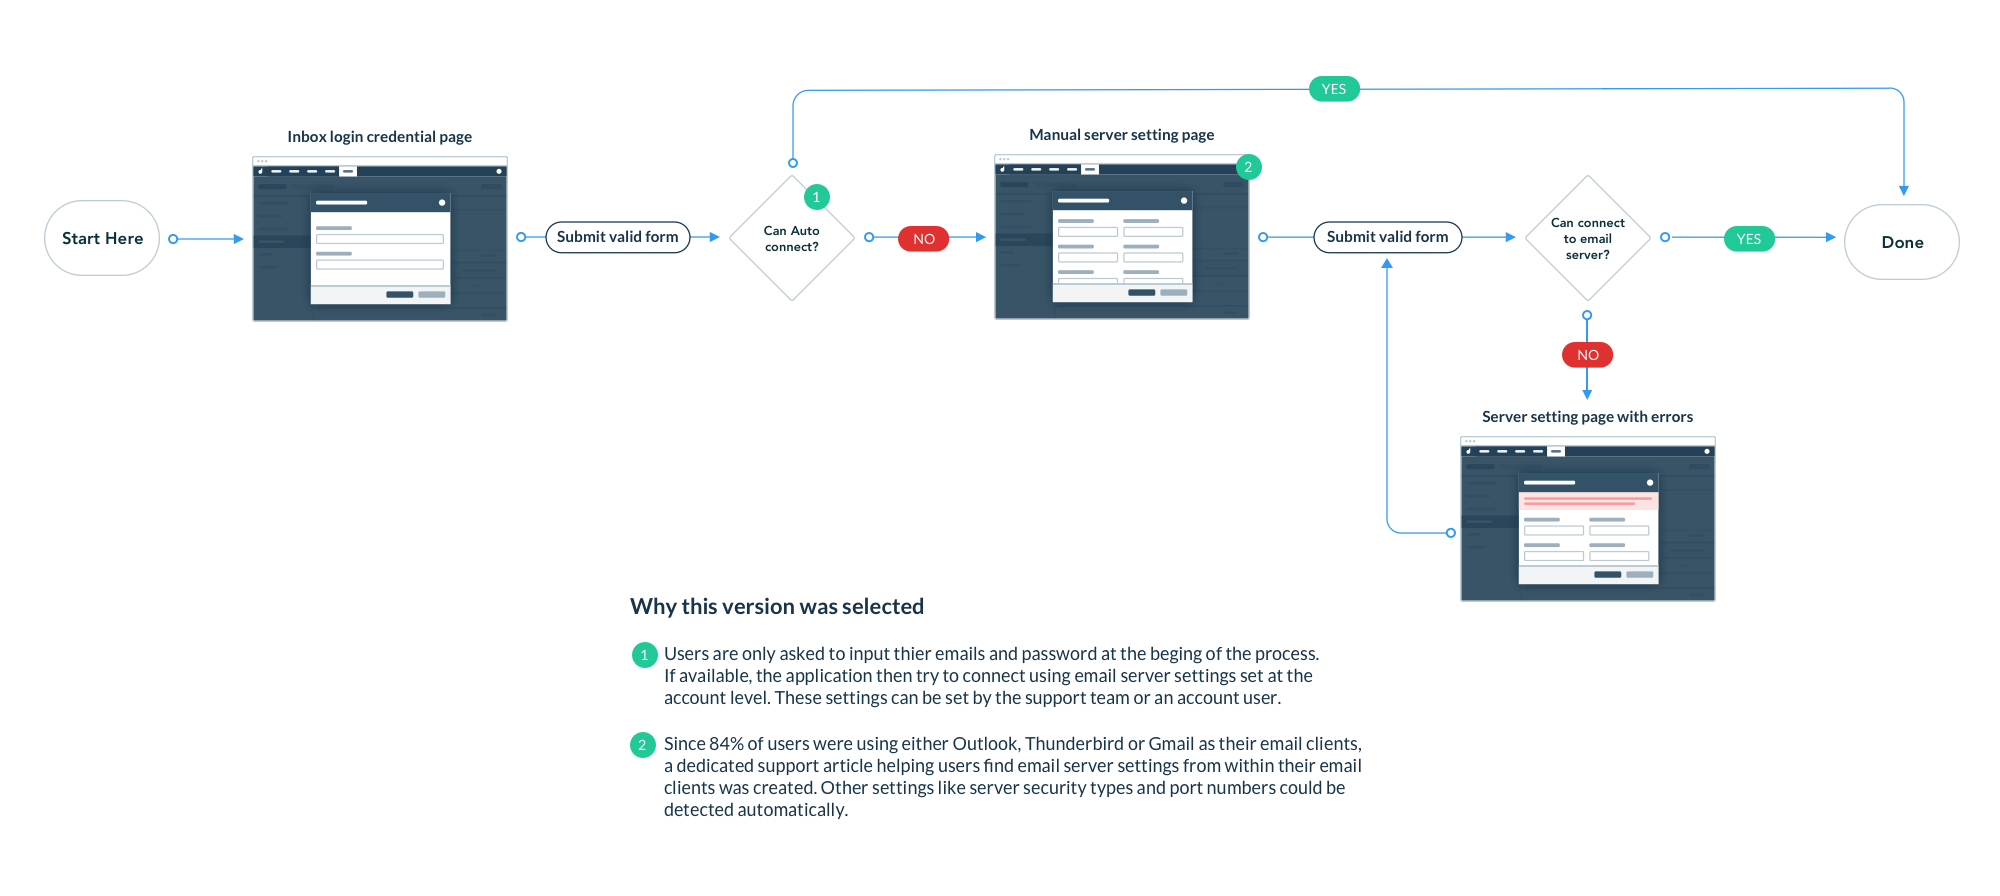 YES
Inbox login credential page
Manual server setting page
2
1
Start Here
Submit valid form
Can Auto
connect?
NO
Submit valid form
Can connect
to email
server?
YES
Done
NO
Server setting page with errors
Why this version was selected
1
Users are only asked to input thier emails and password at the beging of the process.
If available, the application then try to connect using email server settings set at the
account level. These settings can be set by the support team or an account user.
2
Since 84% of users were using either Outlook, Thunderbird or Gmail as their email clients,
a dedicated support article helping users find email server settings from within their email
clients was created. Other settings like server security types and port numbers could be
detected automatically.